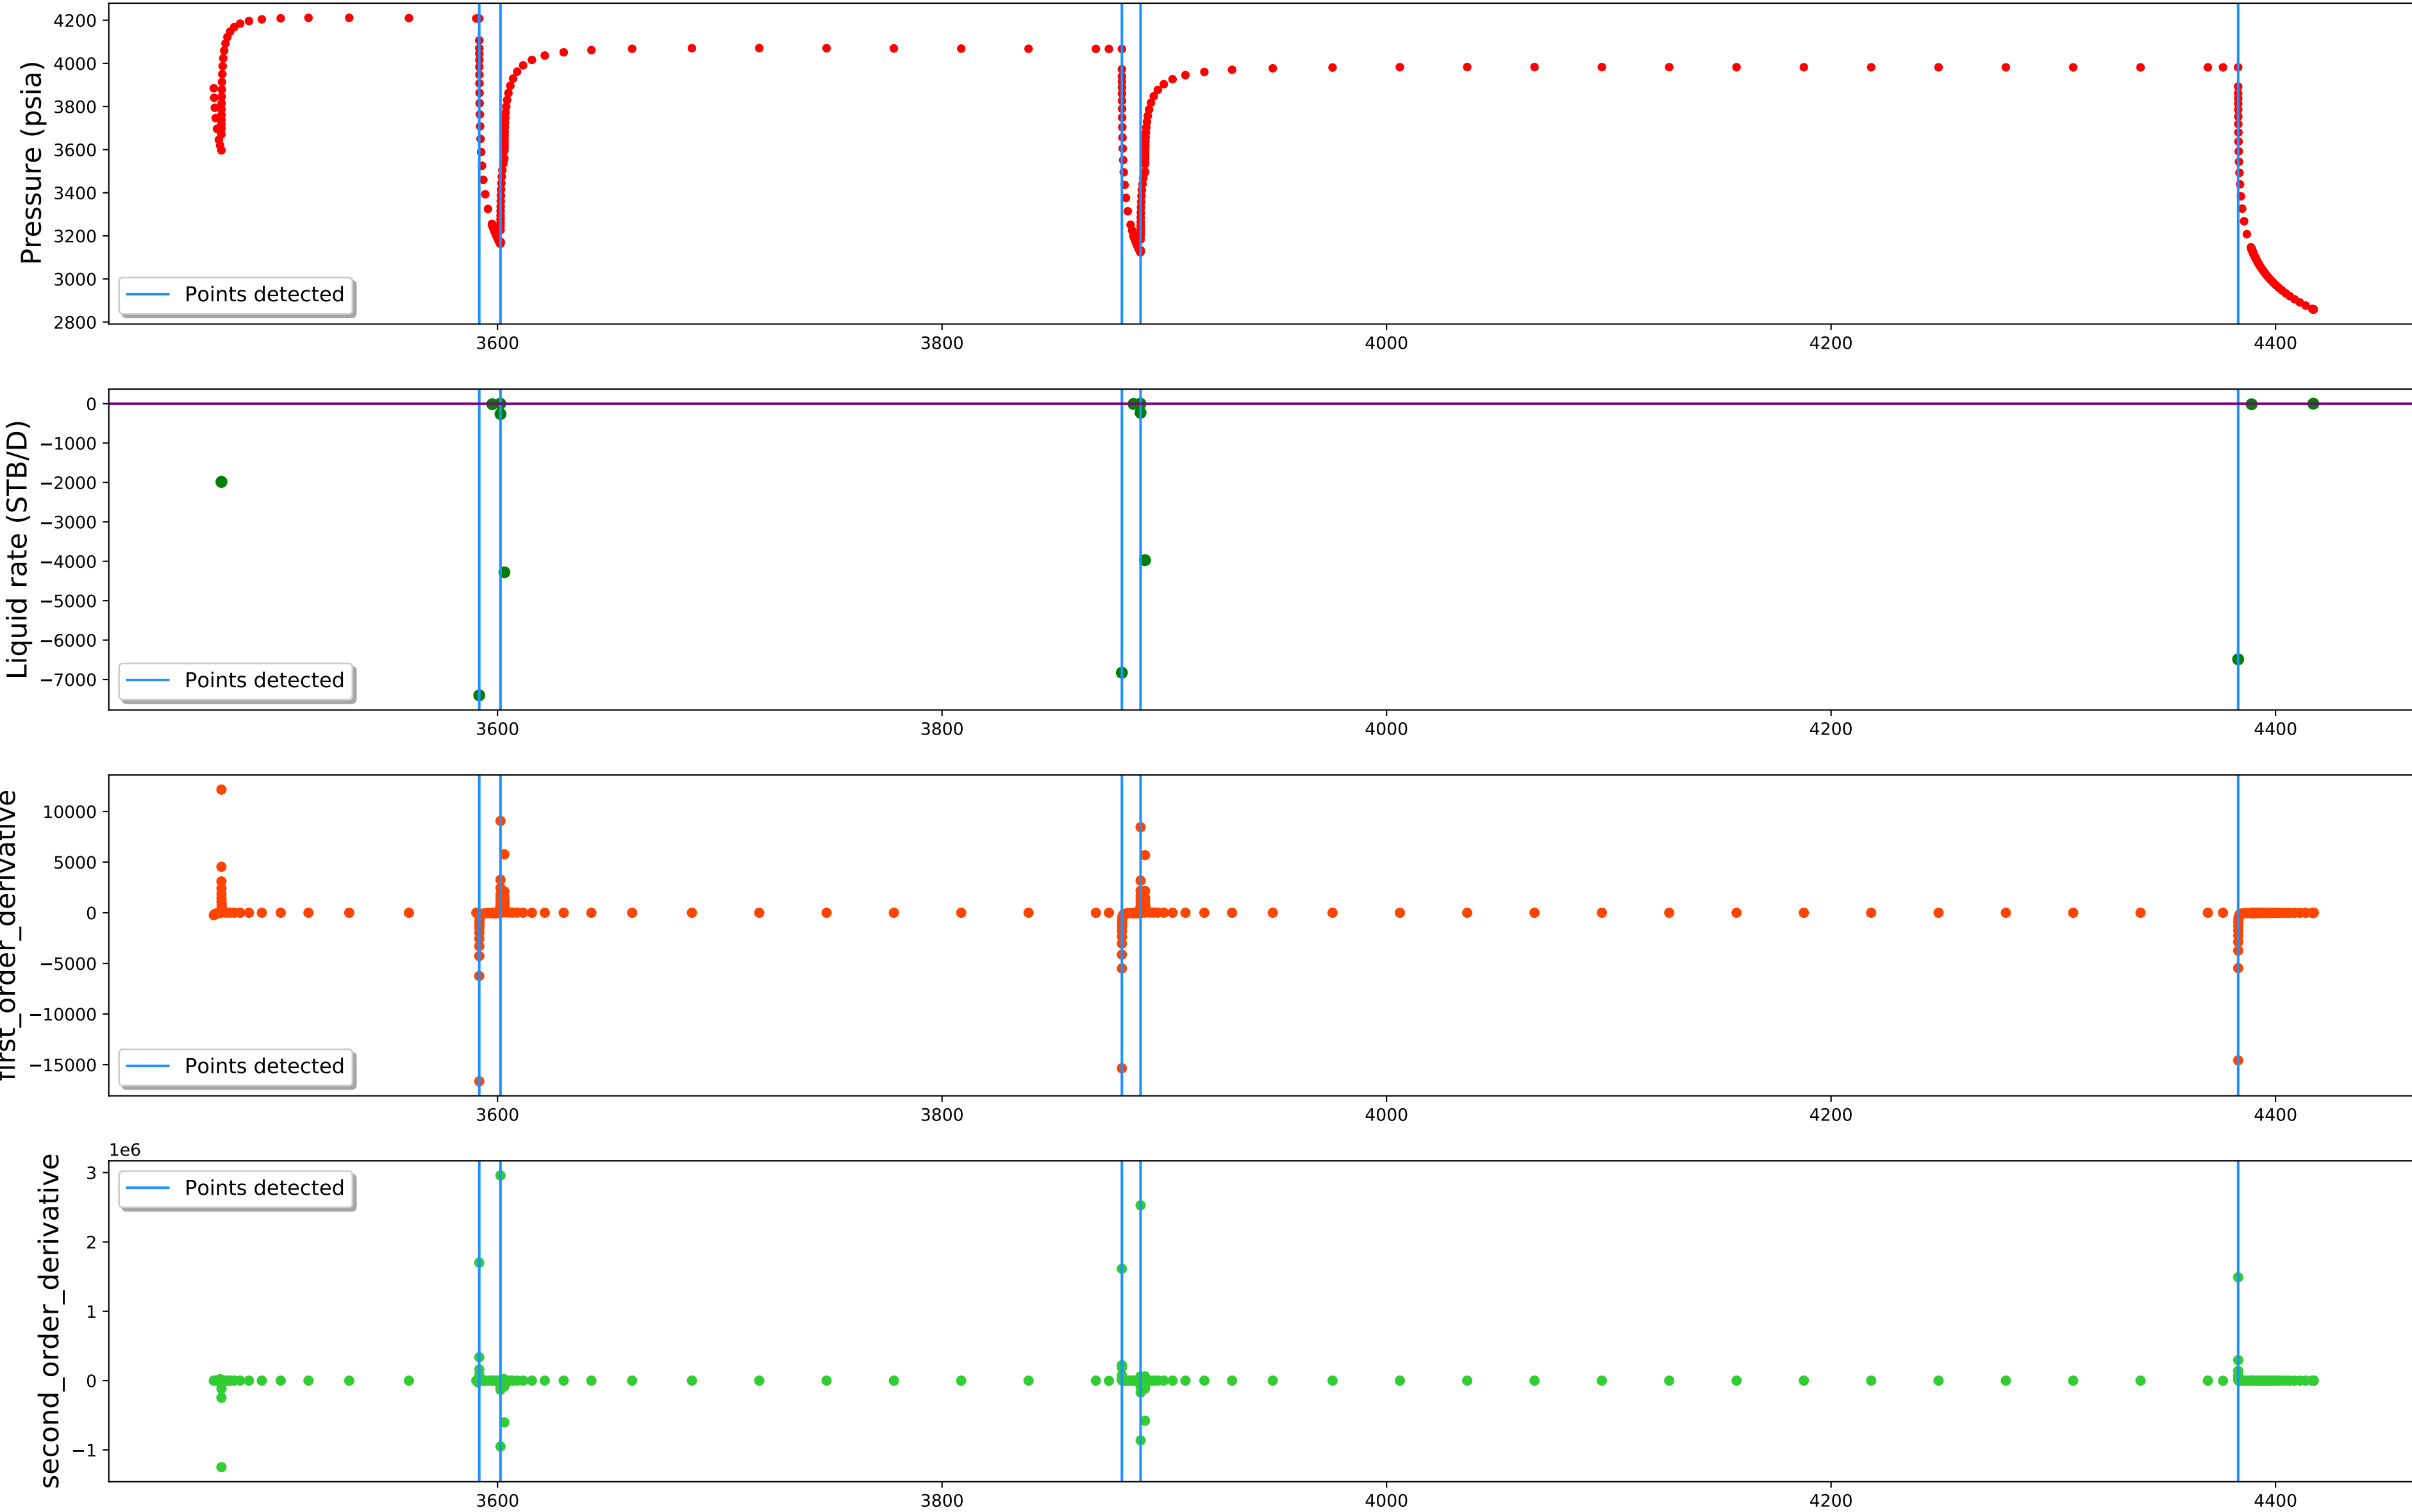 Pressure (psia)
4200
4000
3800
3600
3400
3200
3000
2800
Points detected
3600 3800 4000 4200 4400
Liquid rate (STB/D)
0
−1000
−2000
−3000
−4000
−5000
−6000
−7000
Points detected
3600 3800 4000 4200 4400
first_order_derivative
10000
5000
0
−5000
−10000
−15000
Points detected
3600 3800 4000 4200 4400
1e6
second_order_derivative
3
2
1
0
−1
Points detected
3600 3800 4000 4200 4400